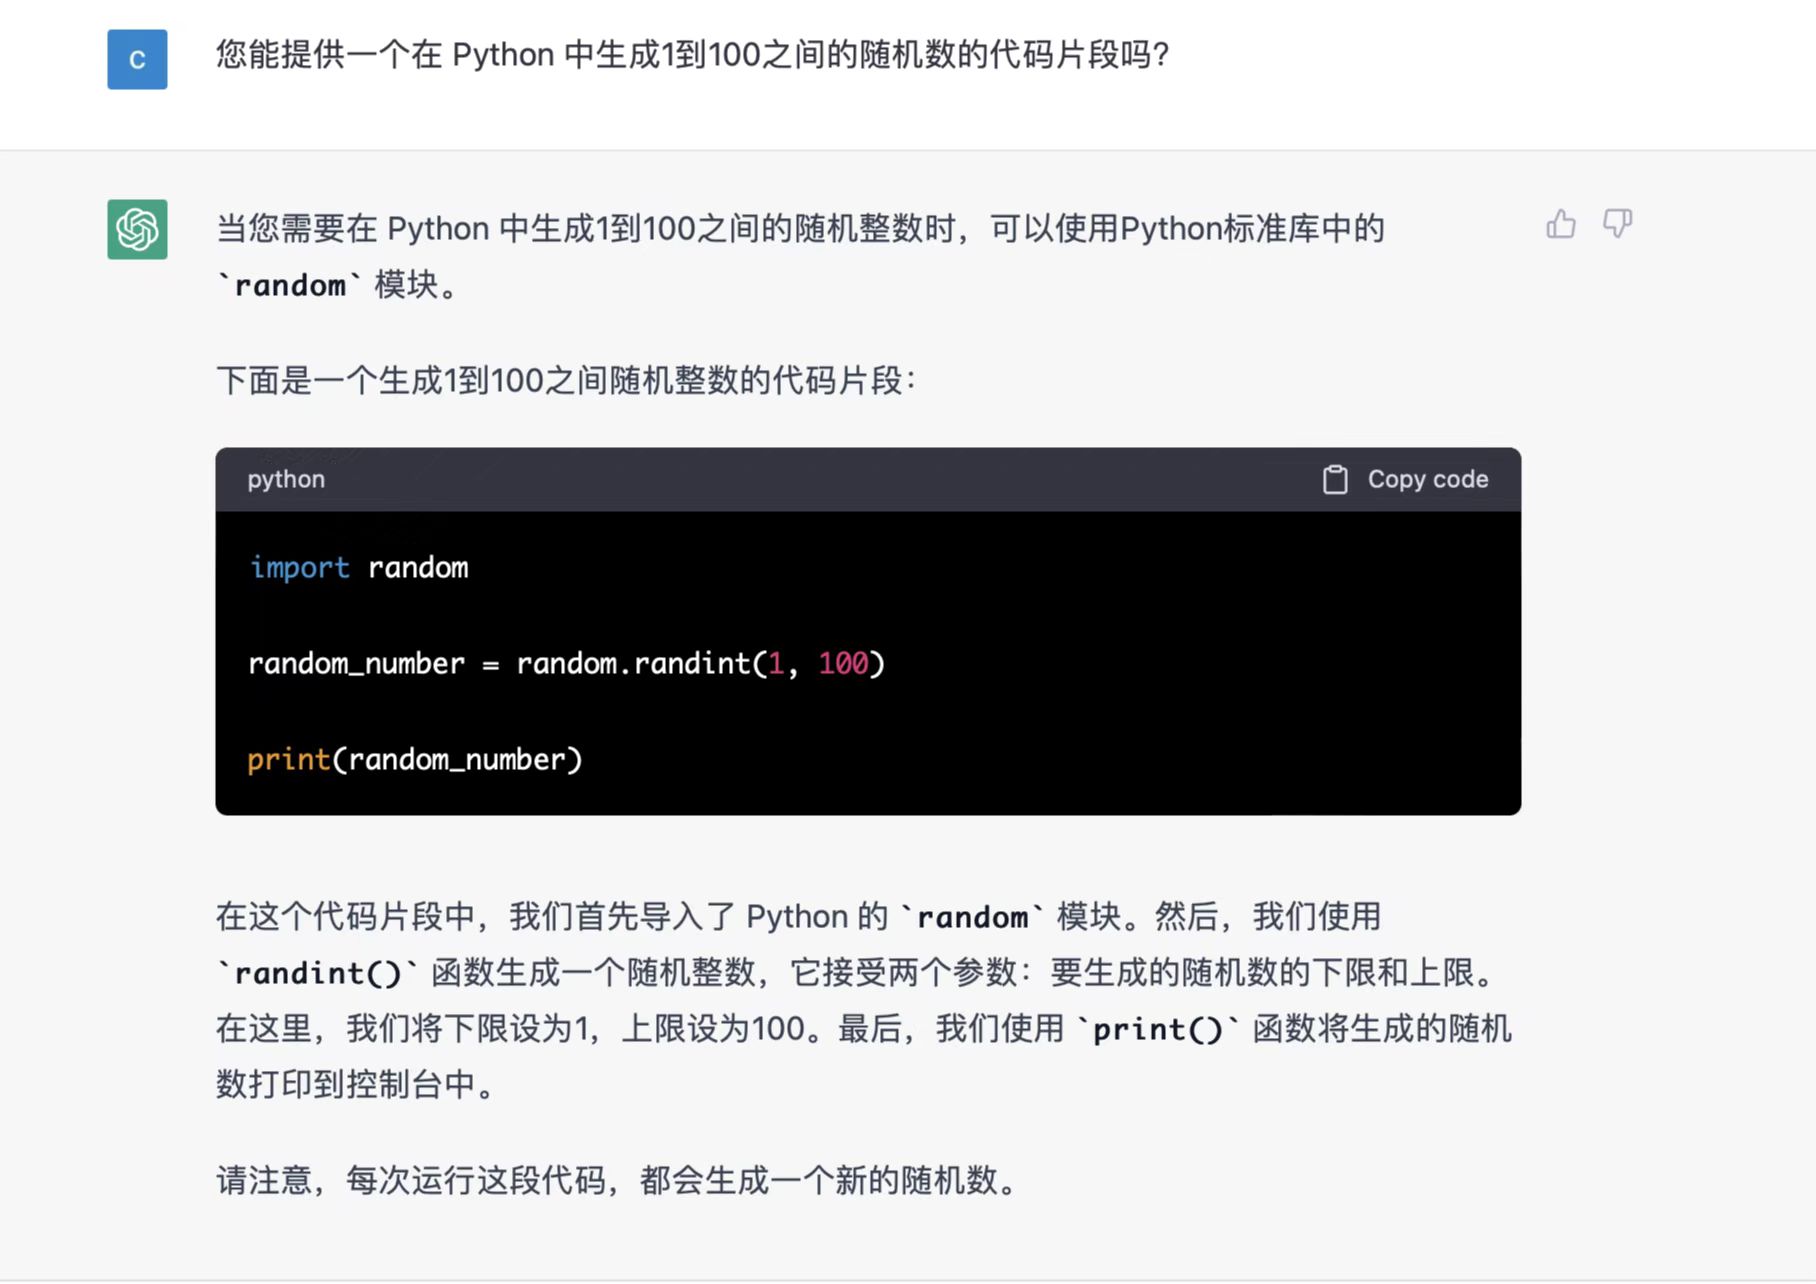 C
您能提供一个在 Python 中生成1到100之间的随机数的代码片段吗?
当您需要在 Python 中生成1到100之间的随机整数时，可以使用Python标准库中的
`random` 模块。
下面是一个生成1到100之间随机整数的代码片段：
python
Copy code
import random
random_number = random.randint(1, 100)
print(random_number)
在这个代码片段中，我们首先导入了 Python 的 `random` 模块。然后，我们使用
`randint()` 函数生成一个随机整数，它接受两个参数：要生成的随机数的下限和上限。
在这里，我们将下限设为1，上限设为100。最后，我们使用 `print()` 函数将生成的随机
数打印到控制台中。
请注意，每次运行这段代码，都会生成一个新的随机数。